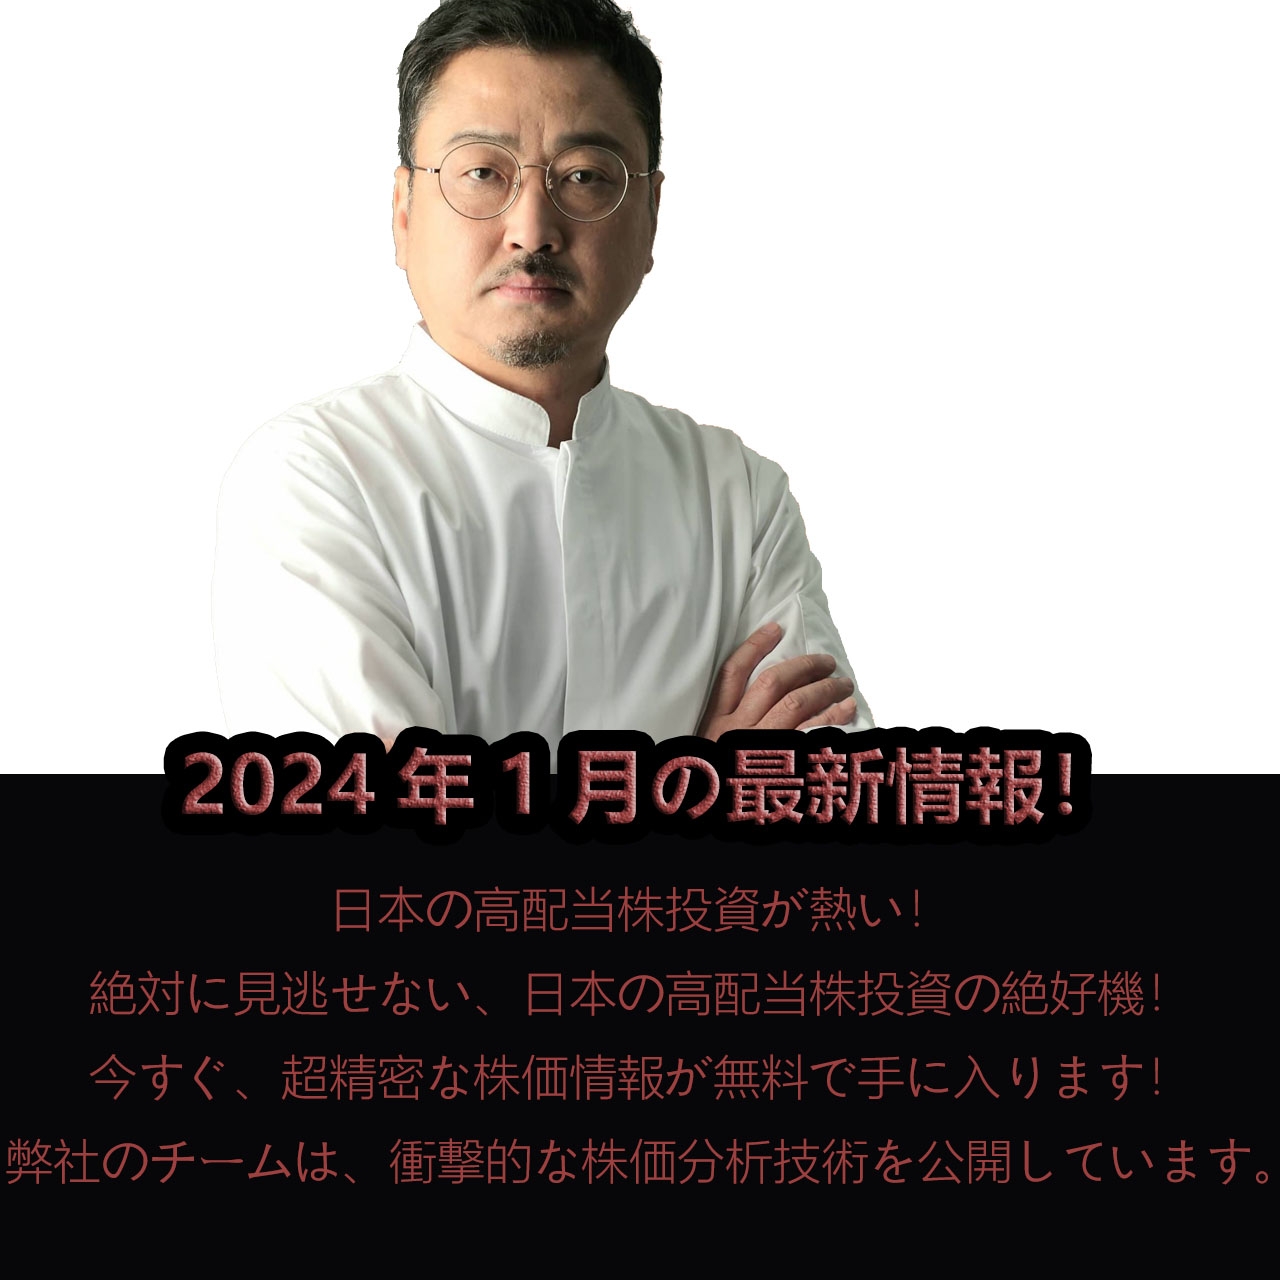 2024年1月の最新情報!
日本の高配当株投資が熱い!
絶対に見逃せない、日本の高配当株投資の絶好機!
今すぐ、超精密な株価情報が無料で手に入ります!
弊社のチームは、衝撃的な株価分析技術を公開しています。